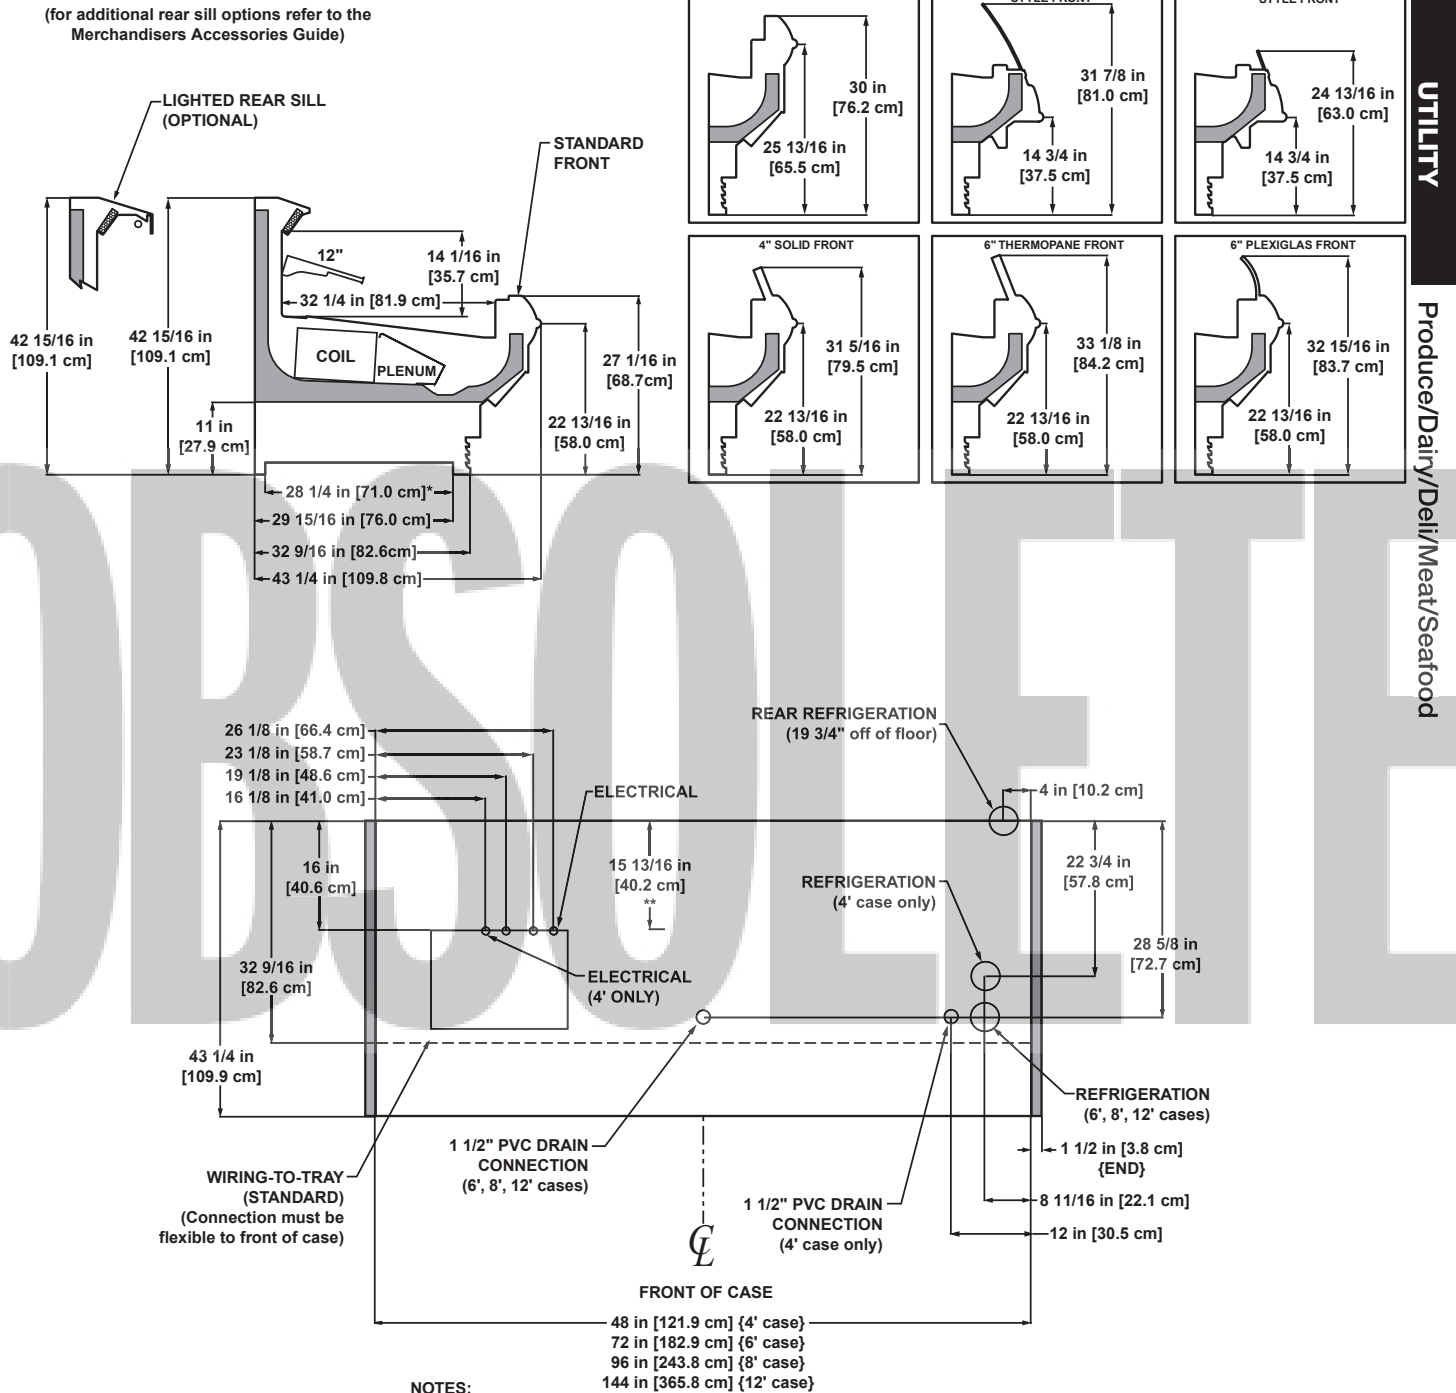 (for additional rear sill options refer to the
Merchandisers Accessories Guide)
LIGHTED REAR SILL
(OPTIONAL)
STANDARD
FRONT
12"
14 1/16 in
[35.7 cm]
32 1/4 in [81.9 cm]
42 15/16 in
[109.1 cm]
42 15/16 in
[109.1 cm]
COIL
PLENUM
27 1/16 in
[68.7cm]
11 in
[27.9 cm]
22 13/16 in
[58.0 cm]
28 1/4 in [71.0 cm]*
29 15/16 in [76.0 cm]
32 9/16 in [82.6cm]
43 1/4 in [109.8 cm]
30 in
[76.2 cm]
25 13/16 in
[65.5 cm]
STYLE FRONT
31 7/8 in
[81.0 cm]
14 3/4 in
[37.5 cm]
STYLE FRONT
24 13/16 in
[63.0 cm]
14 3/4 in
[37.5 cm]
4" SOLID FRONT
31 5/16 in
[79.5 cm]
22 13/16 in
[58.0 cm]
6" THERMOPANE FRONT
33 1/8 in
[84.2 cm]
22 13/16 in
[58.0 cm]
6" PLEXIGLAS FRONT
32 15/16 in
[83.7 cm]
22 13/16 in
[58.0 cm]
UTILITY
Produce/Dairy/Deli/Meat/Seafood
OBSOLETE
26 1/8 in [66.4 cm]
23 1/8 in [58.7 cm]
19 1/8 in [48.6 cm]
16 1/8 in [41.0 cm]
ELECTRICAL
REAR REFRIGERATION
(19 3/4" off of floor)
4 in [10.2 cm]
16 in
[40.6 cm]
15 13/16 in
[40.2 cm]
**
REFRIGERATION
(4' case only)
22 3/4 in
[57.8 cm]
28 5/8 in
[72.7 cm]
32 9/16 in
[82.6 cm]
ELECTRICAL
(4' ONLY)
43 1/4 in
[109.9 cm]
REFRIGERATION
(6', 8', 12' cases)
1 1/2" PVC DRAIN
CONNECTION
(6', 8', 12' cases)
1 1/2 in [3.8 cm]
{END}
WIRING-TO-TRAY
(STANDARD)
(Connection must be
flexible to front of case)
1 1/2" PVC DRAIN
CONNECTION
(4' case only)
8 11/16 in [22.1 cm]
12 in [30.5 cm]
CL
FRONT OF CASE
48 in [121.9 cm] {4' case}
72 in [182.9 cm] {6' case}
96 in [243.8 cm] {8' case}
144 in [365.8 cm] {12' case}
NOTES: